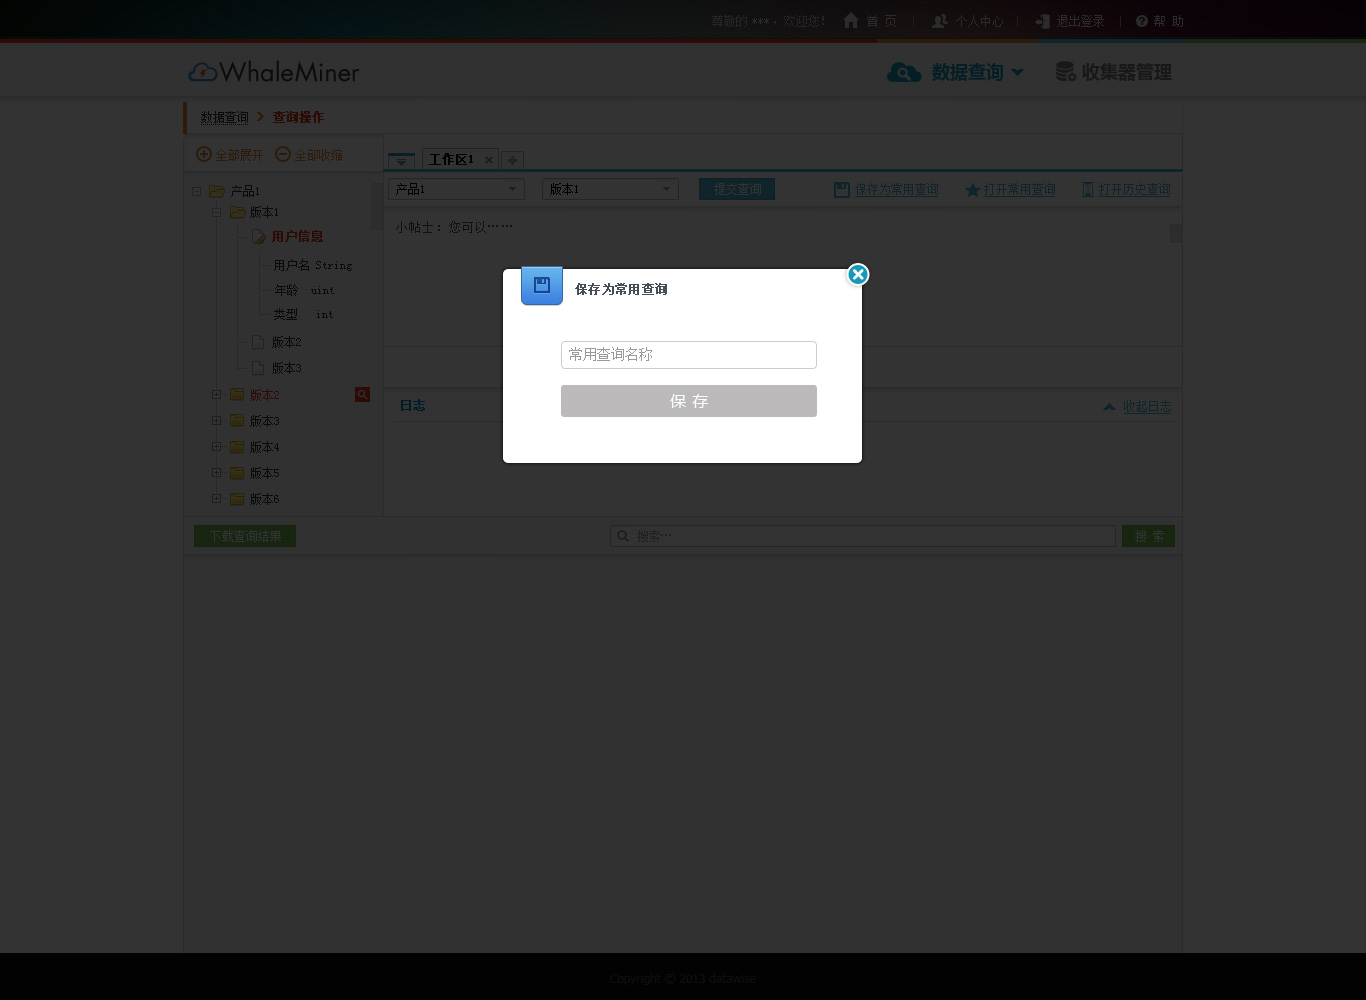 尊敬的 ***，欢迎您！ 首 页 | 个人中心 | 退出登录 | 帮 助
WhaleMiner 数据查询 收集器管理
数据查询 > 查询操作
全部展开 全部收缩 工作区1
产品1 产品1 版本1 提交查询 保存为常用查询 打开常用查询 打开历史查询
版本1
小帖士：您可以……
用户信息
用户名 String
年龄 uint
类型 int
版本2
版本3
保存为常用查询
常用查询名称
保 存
版本2
日志 收起日志
版本3
版本4
版本5
版本6
下载查询结果 搜索… 搜 索
Copyright © 2013 datawise